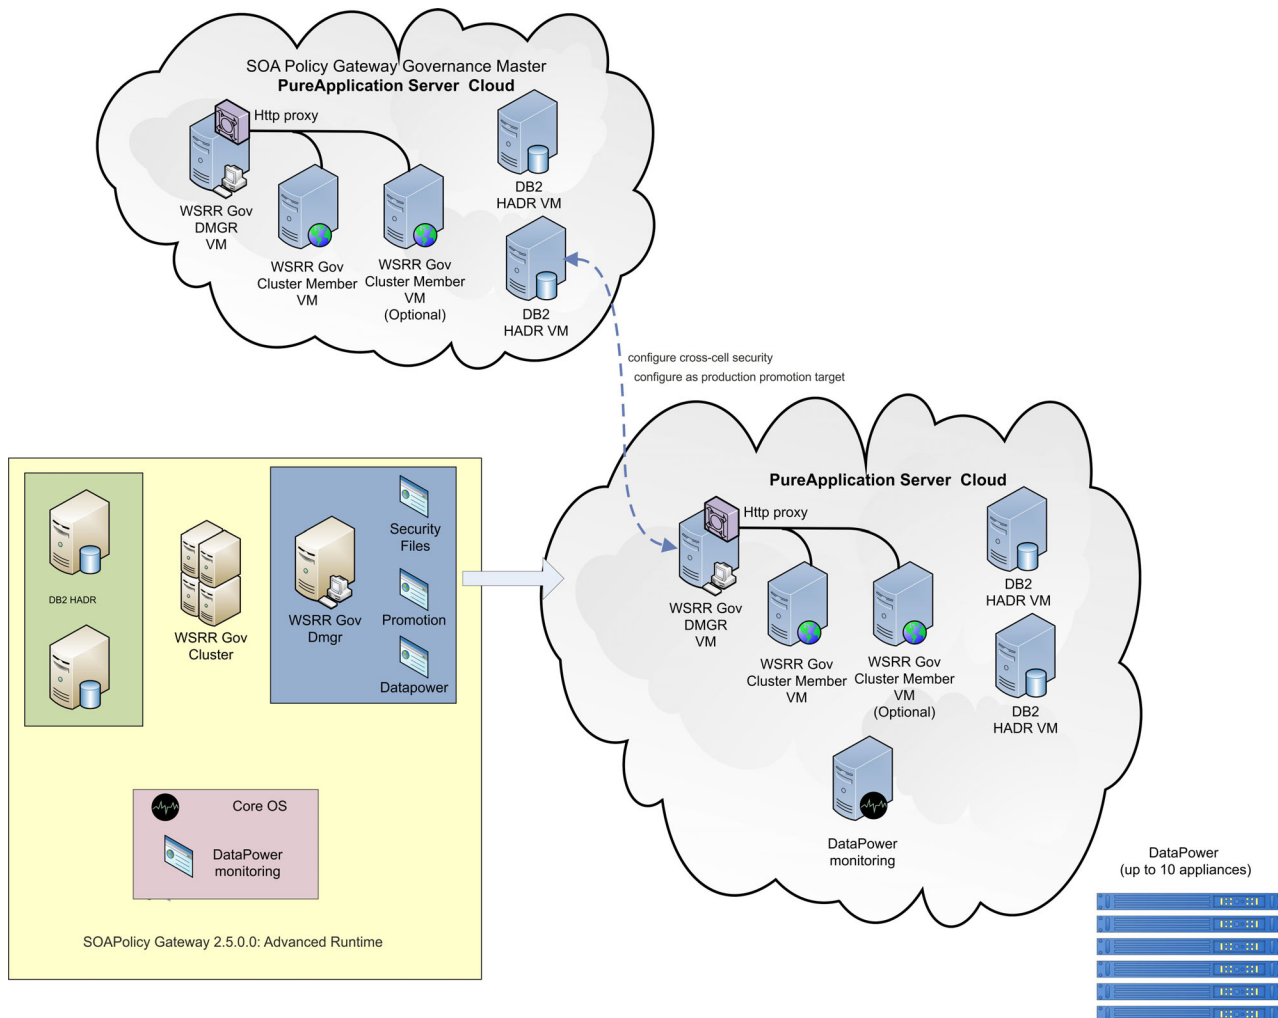 SOA Policy Gateway Governance Master
PureApplication Server Cloud
Http proxy
WSRR Gov
DMGR
VM
WSRR Gov
Cluster Member
VM
WSRR Gov
Cluster Member
VM
(Optional)
DB2
HADR VM
DB2
HADR VM
configure cross-cell security
configure as production promotion target
PureApplication Server Cloud
Http proxy
WSRR Gov
DMGR
VM
WSRR Gov
Cluster Member
VM
WSRR Gov
Cluster Member
VM
(Optional)
DB2
HADR VM
DB2
HADR VM
DataPower
monitoring
DB2 HADR
WSRR Gov
Cluster
WSRR Gov
Dmgr
Security
Files
Promotion
Datapower
Core OS
DataPower
monitoring
SOAPolicy Gateway 2.5.0.0: Advanced Runtime
DataPower
(up to 10 appliances)